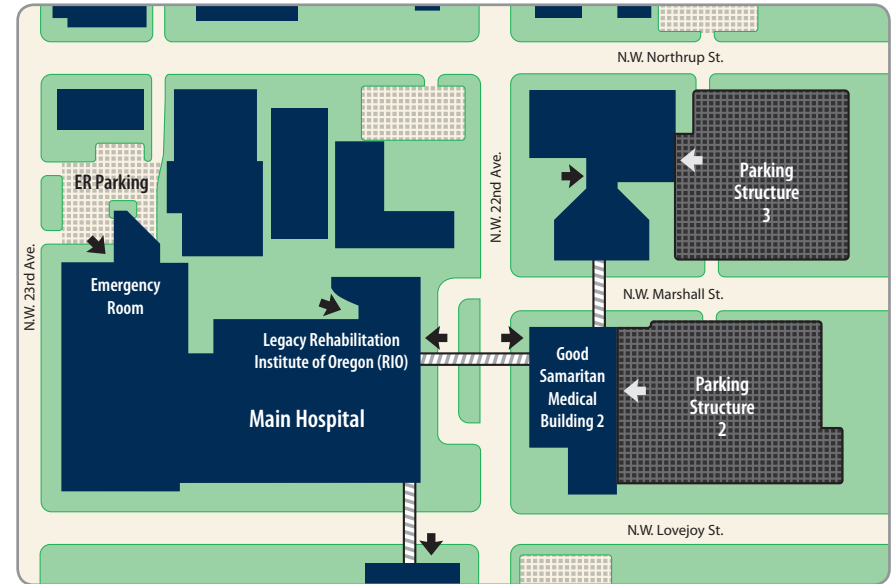 N.W. Northrup St.
N.W. 22nd Ave.
Parking
Structure
3
ER Parking
N.W. 23rd Ave.
Emergency
Room
N.W. Marshall St.
Legacy Rehabilitation
Institute of Oregon (RIO)
Good
Samaritan
Medical
Building 2
Parking
Structure
2
Main Hospital
N.W. Lovejoy St.